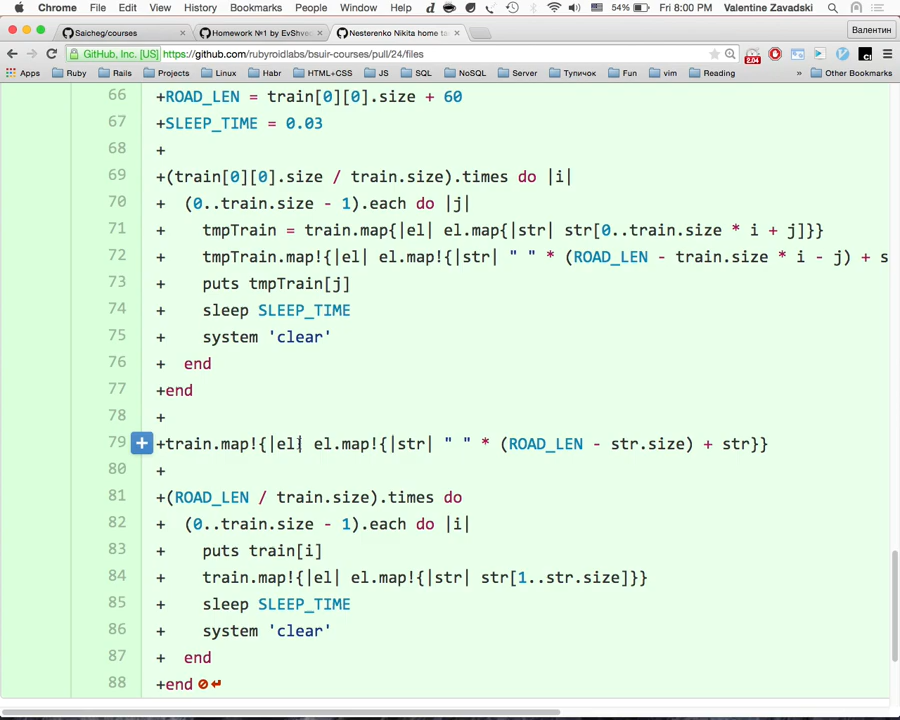 Chrome File Edit View History Bookmarks People Window Help 54% Fri 8:00 PM Valentine Zavadski
Saicheg/courses Homework №1 by EvShve Nesterenko Nikita home ta Валентин
GitHub, Inc. [US] https://github.com/rubyroidlabs/bsuir-courses/pull/24/files 2.04
Apps Ruby Rails Projects Linux Habr HTML+CSS JS SQL NoSQL Server Тупичок Fun vim Reading » Other Bookmarks
66 +ROAD_LEN = train[0][0].size + 60
67 +SLEEP_TIME = 0.03
68 +
69 +(train[0][0].size / train.size).times do |i|
70 + (0..train.size - 1).each do |j|
71 + tmpTrain = train.map{|el| el.map{|str| str[0..train.size * i + j]}}
72 + tmpTrain.map!{|el| el.map!{|str| " " * (ROAD_LEN - train.size * i - j) + s
73 + puts tmpTrain[j]
74 + sleep SLEEP_TIME
75 + system 'clear'
76 + end
77 +end
78 +
79 +train.map!{|el| el.map!{|str| " " * (ROAD_LEN - str.size) + str}}
80 +
81 +(ROAD_LEN / train.size).times do
82 + (0..train.size - 1).each do |i|
83 + puts train[i]
84 + train.map!{|el| el.map!{|str| str[1..str.size]}}
85 + sleep SLEEP_TIME
86 + system 'clear'
87 + end
88 +end